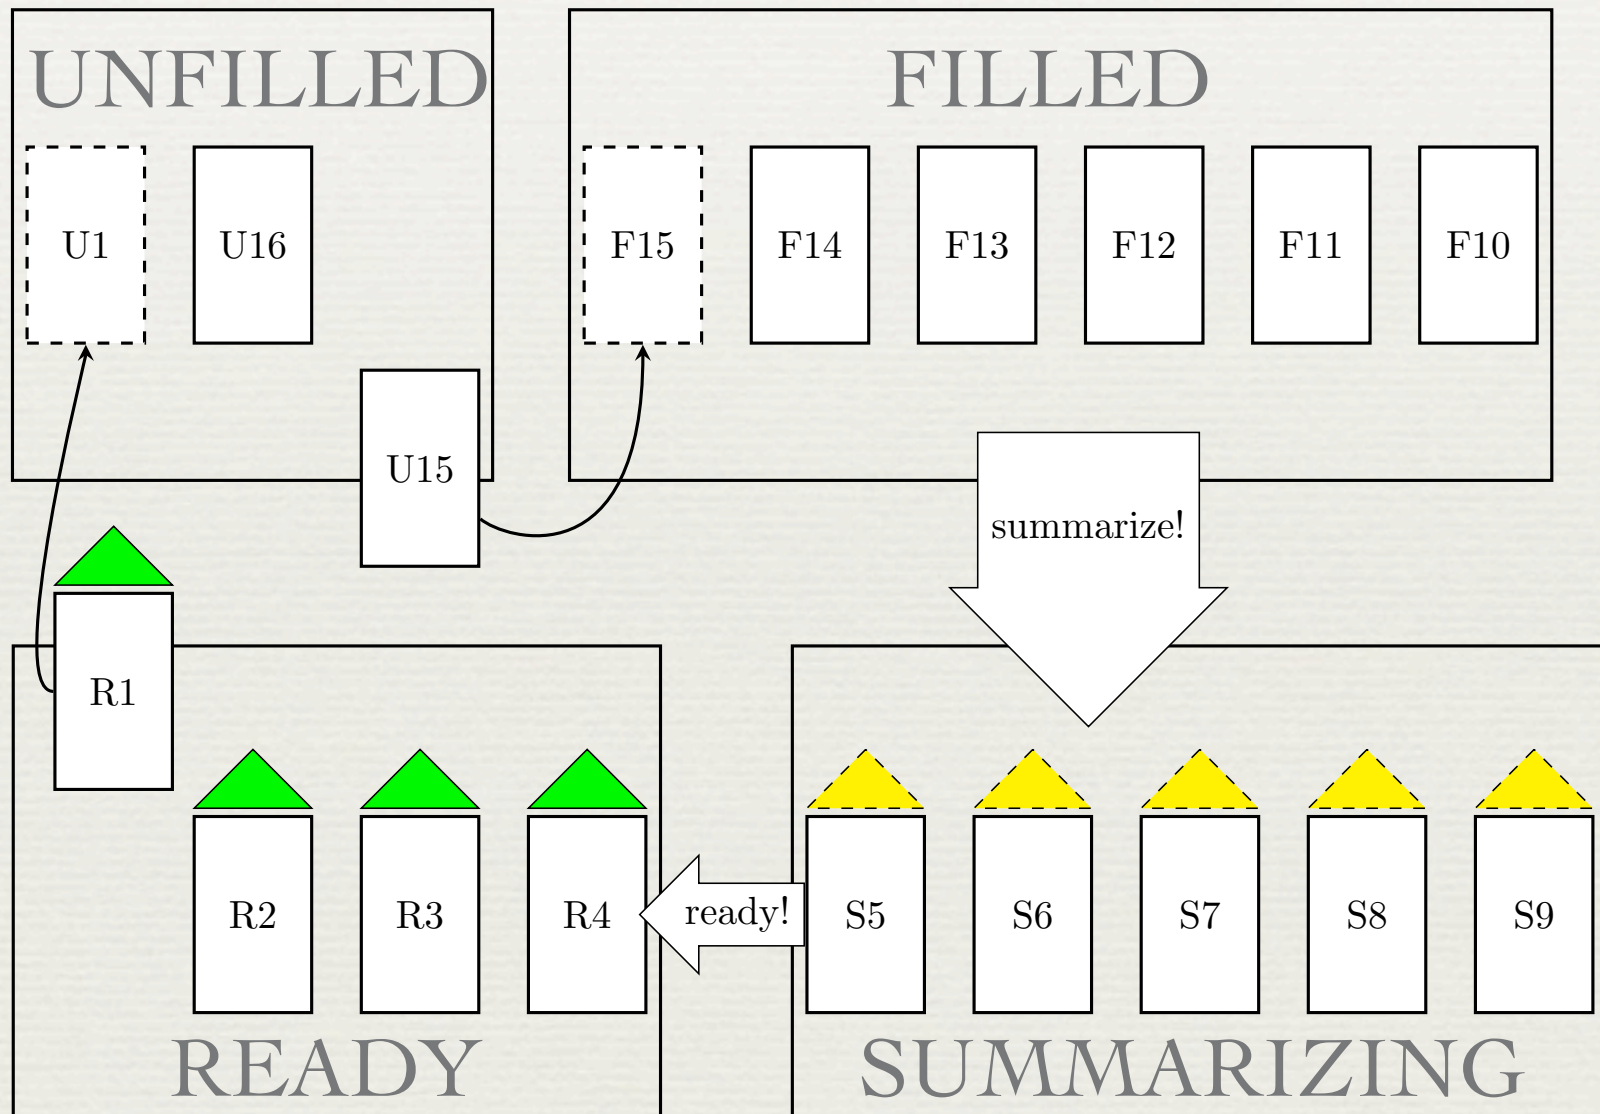 UNFILLED
FILLED
U1 U16
F15 F14 F13 F12 F11 F10
U15
summarize!
R1
R2 R3 R4
ready!
S5 S6 S7 S8 S9
READY
SUMMARIZING